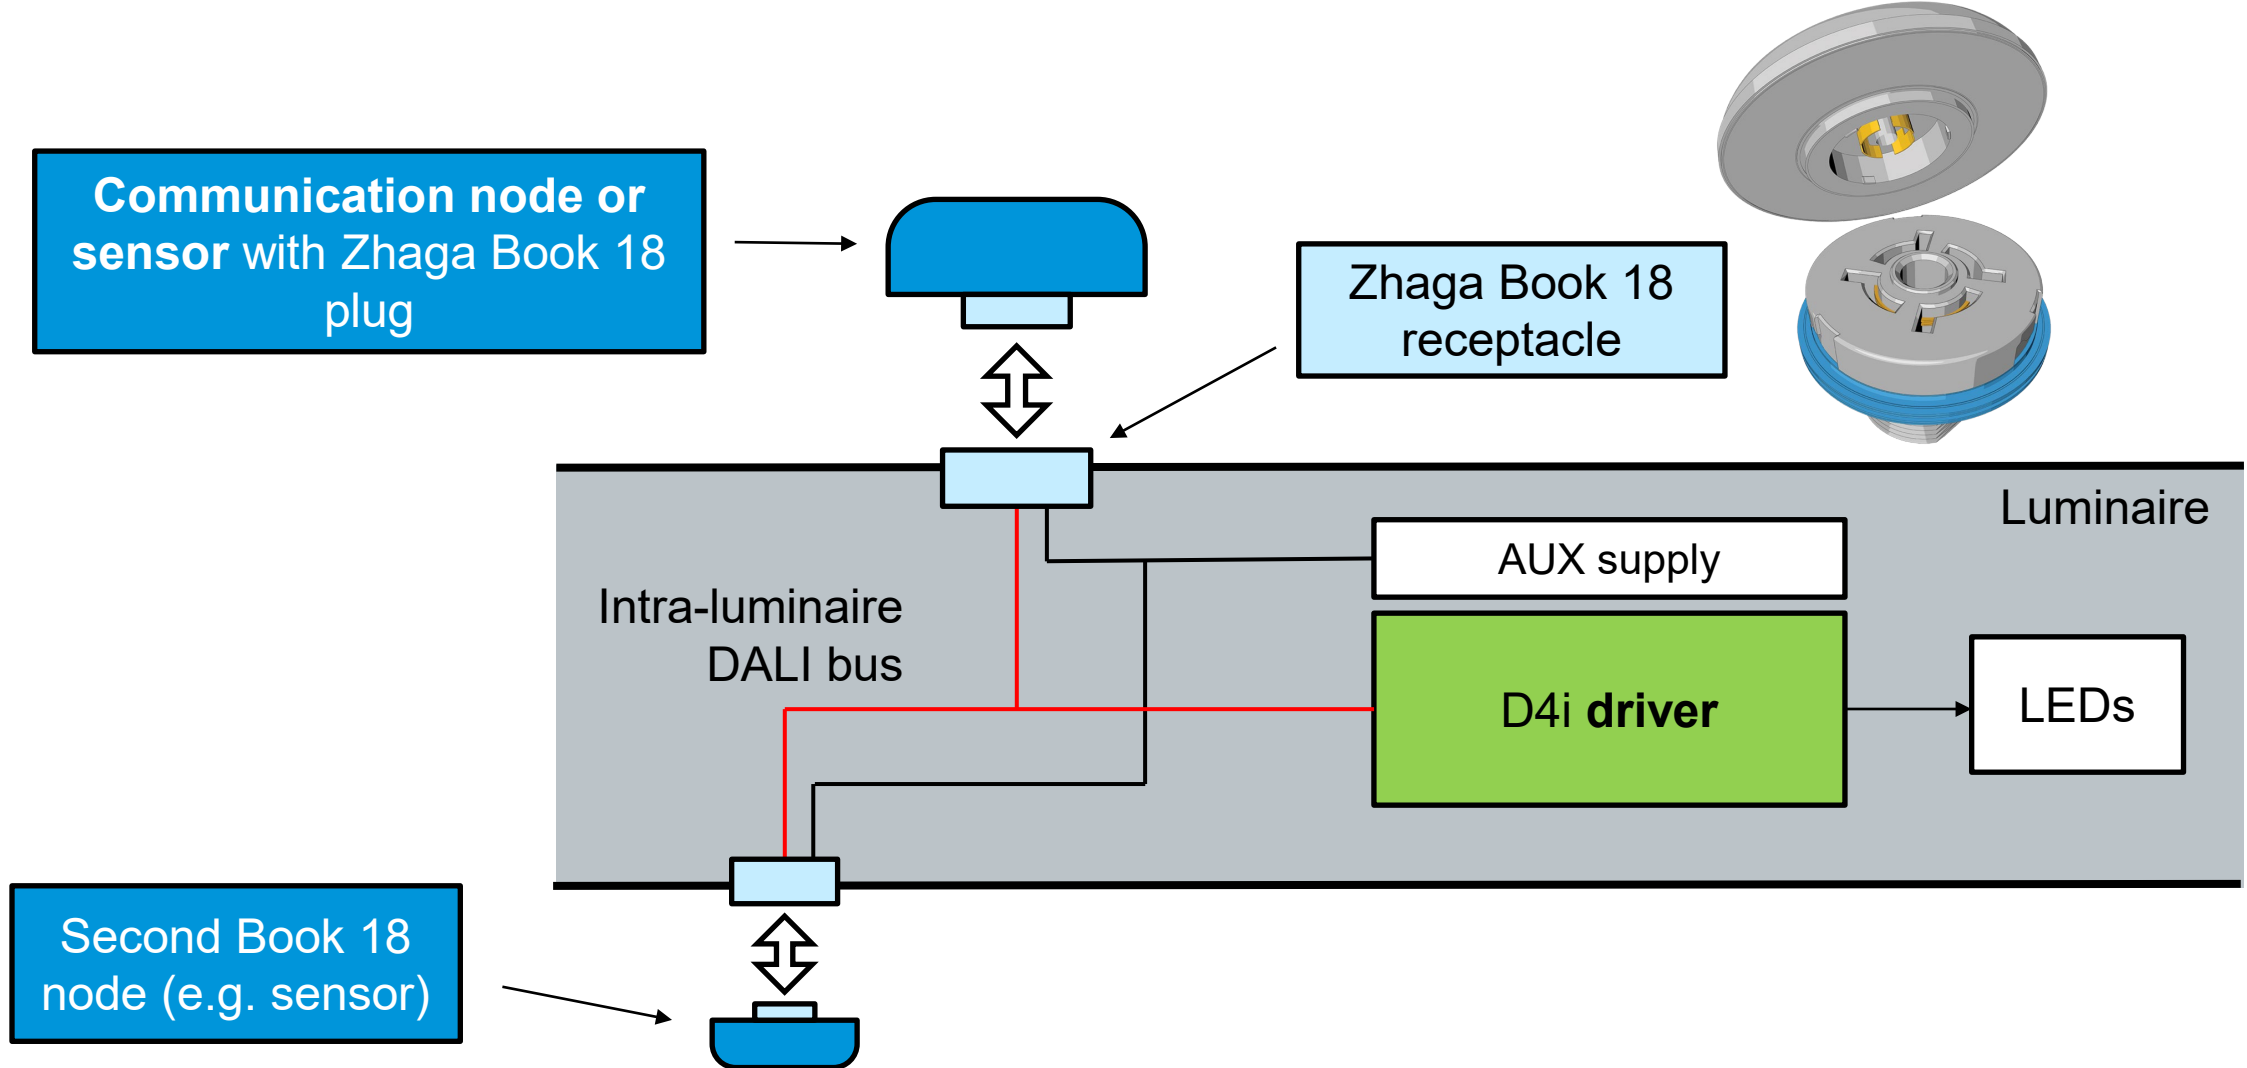 Communication node or
sensor with Zhaga Book 18
plug
Zhaga Book 18
receptacle
Luminaire
AUX supply
Intra-luminaire
DALI bus
D4i driver
LEDs
Second Book 18
node (e.g. sensor)